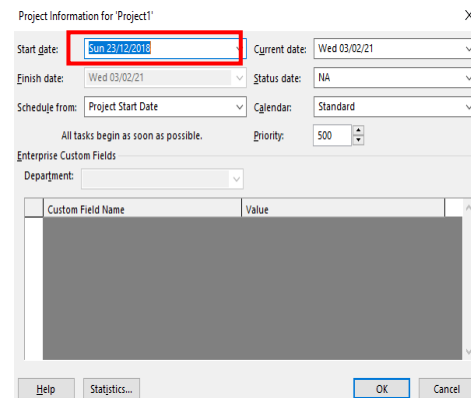 Project Information for 'Project1' X
Start date: Sun 23/12/2018 Current date: Wed 03/02/21
Finish date: Wed 03/02/21 Status date: NA
Schedule from: Project Start Date Calendar: Standard
All tasks begin as soon as possible. Priority: 500
Enterprise Custom Fields
Department:
Custom Field Name Value
Help Statistics... OK Cancel